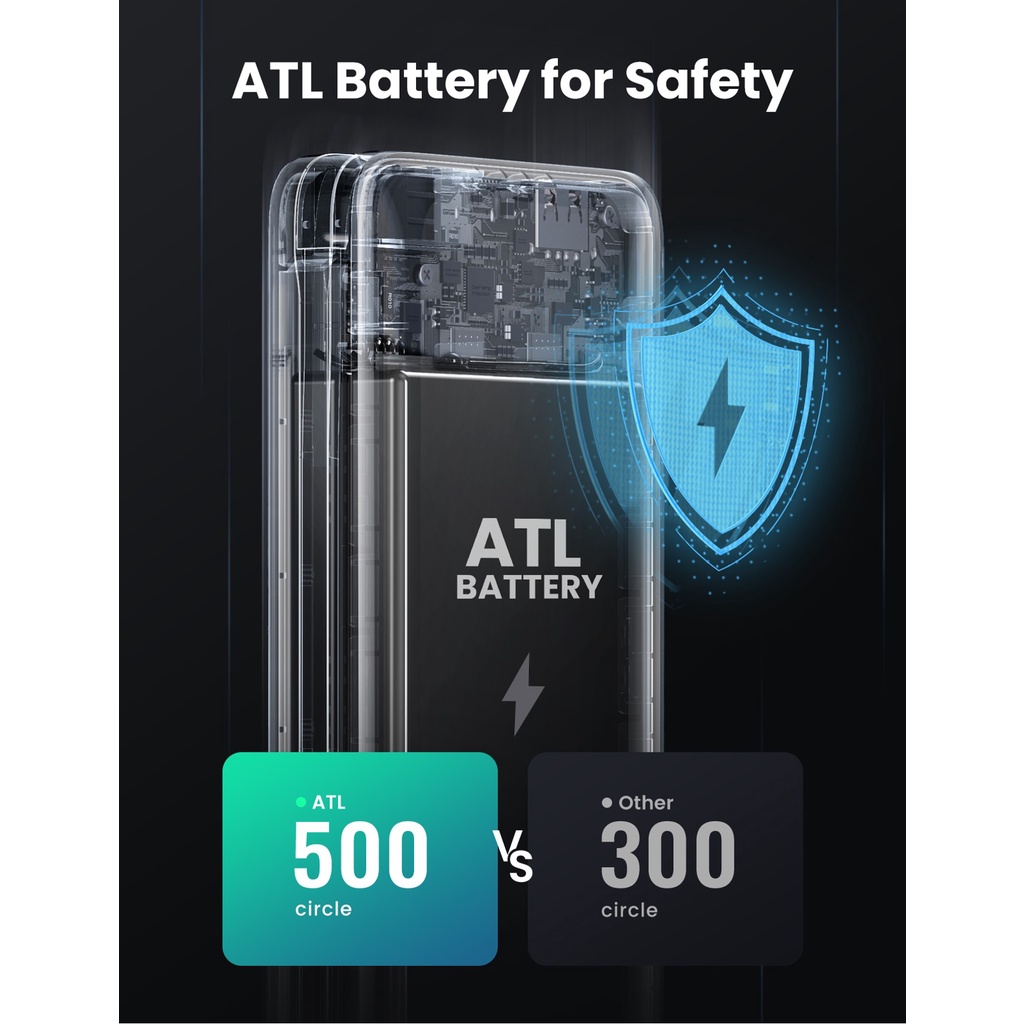 ATL Battery for Safety
ATL
BATTERY
ATL
500
circle
VS
Other
300
circle